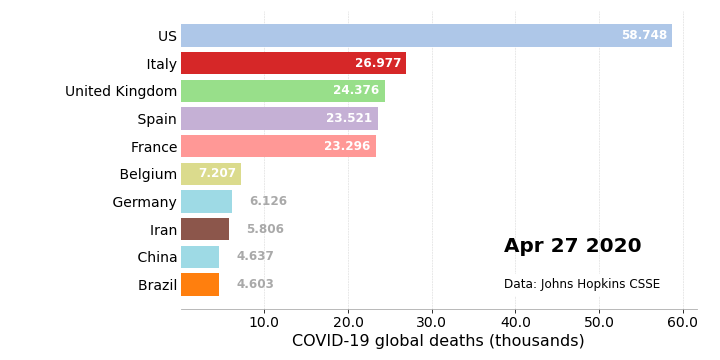 US 58.748
Italy 26.977
United Kingdom 24.376
Spain 23.521
France 23.296
Belgium 7.207
Germany 6.126
Iran 5.806
China 4.637
Brazil 4.603
Apr 27 2020
Data: Johns Hopkins CSSE
10.0 20.0 30.0 40.0 50.0 60.0
COVID-19 global deaths (thousands)